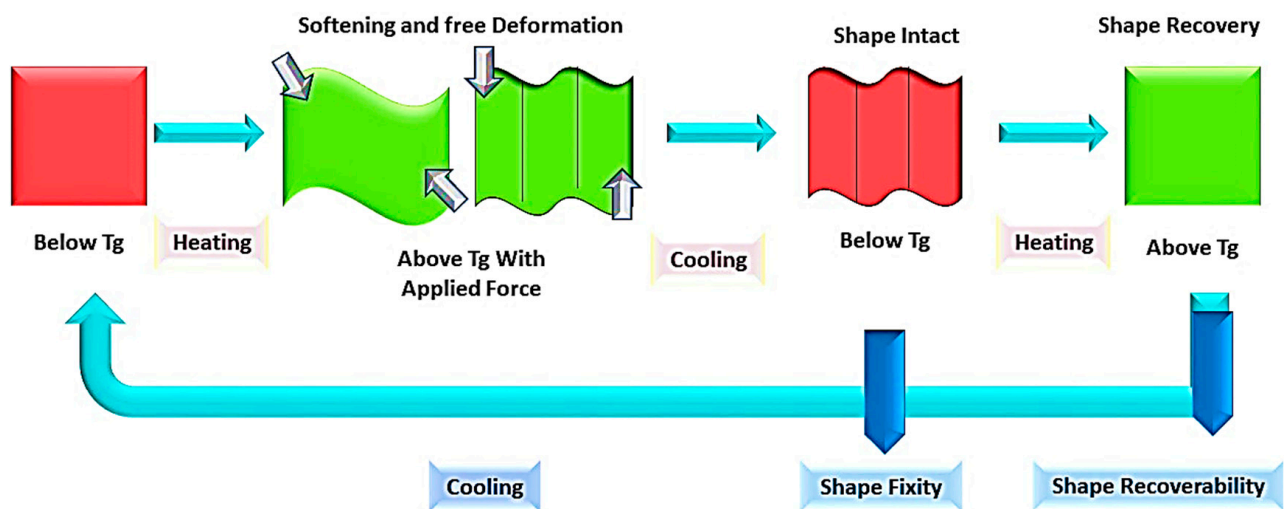 Softening and free Deformation
Shape Intact
Shape Recovery
Below Tg
Heating
Above Tg With
Applied Force
Cooling
Below Tg
Heating
Above Tg
Cooling
Shape Fixity
Shape Recoverability